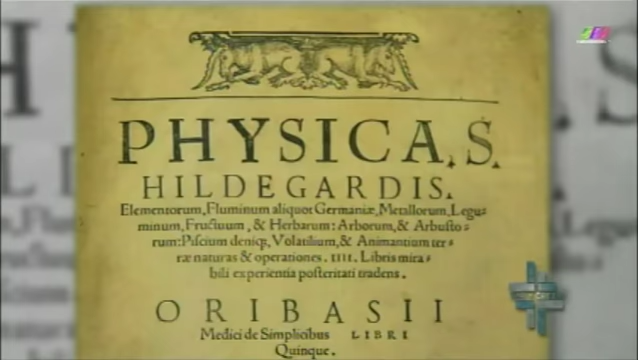 PHYSICA, S.
HILDEGARDIS.
Elementorum, Fluminum aliquot Germaniæ, Metallorum, Legu=
minum, Fructuum, & Herbarum: Arborum, & Arbusto
rum: Piscium deniq;, Volatilium, & Animantium ter=
ræ naturas & operationes. IIII. Libris mira
bili experientia posteritati tradens.
ORIBASII
Medici de Simplicibus LIBRI
Quinque.